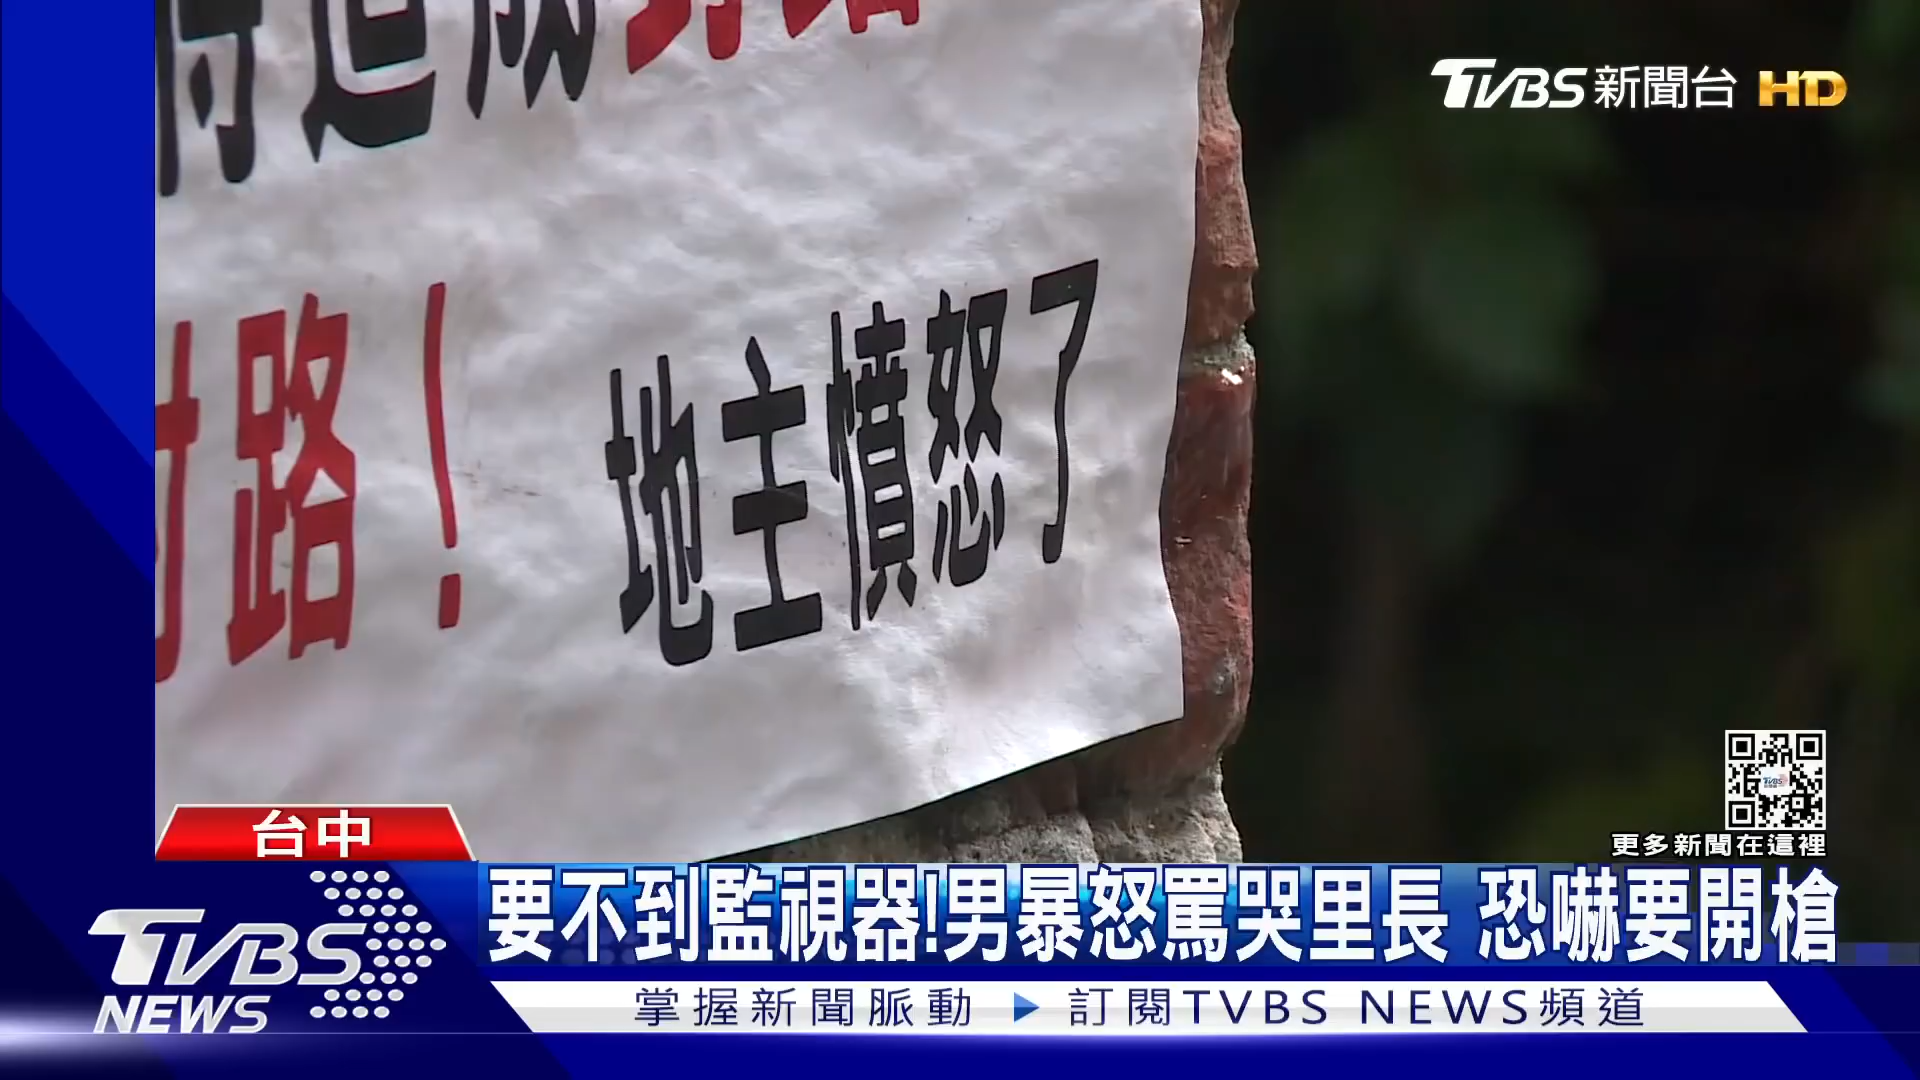 TVBS新聞台 HD
路！ 地主憤怒了
更多新聞在這裡
台中
要不到監視器!男暴怒罵哭里長 恐嚇要開槍
TVBS NEWS
掌握新聞脈動 ▶ 訂閱TVBS NEWS頻道